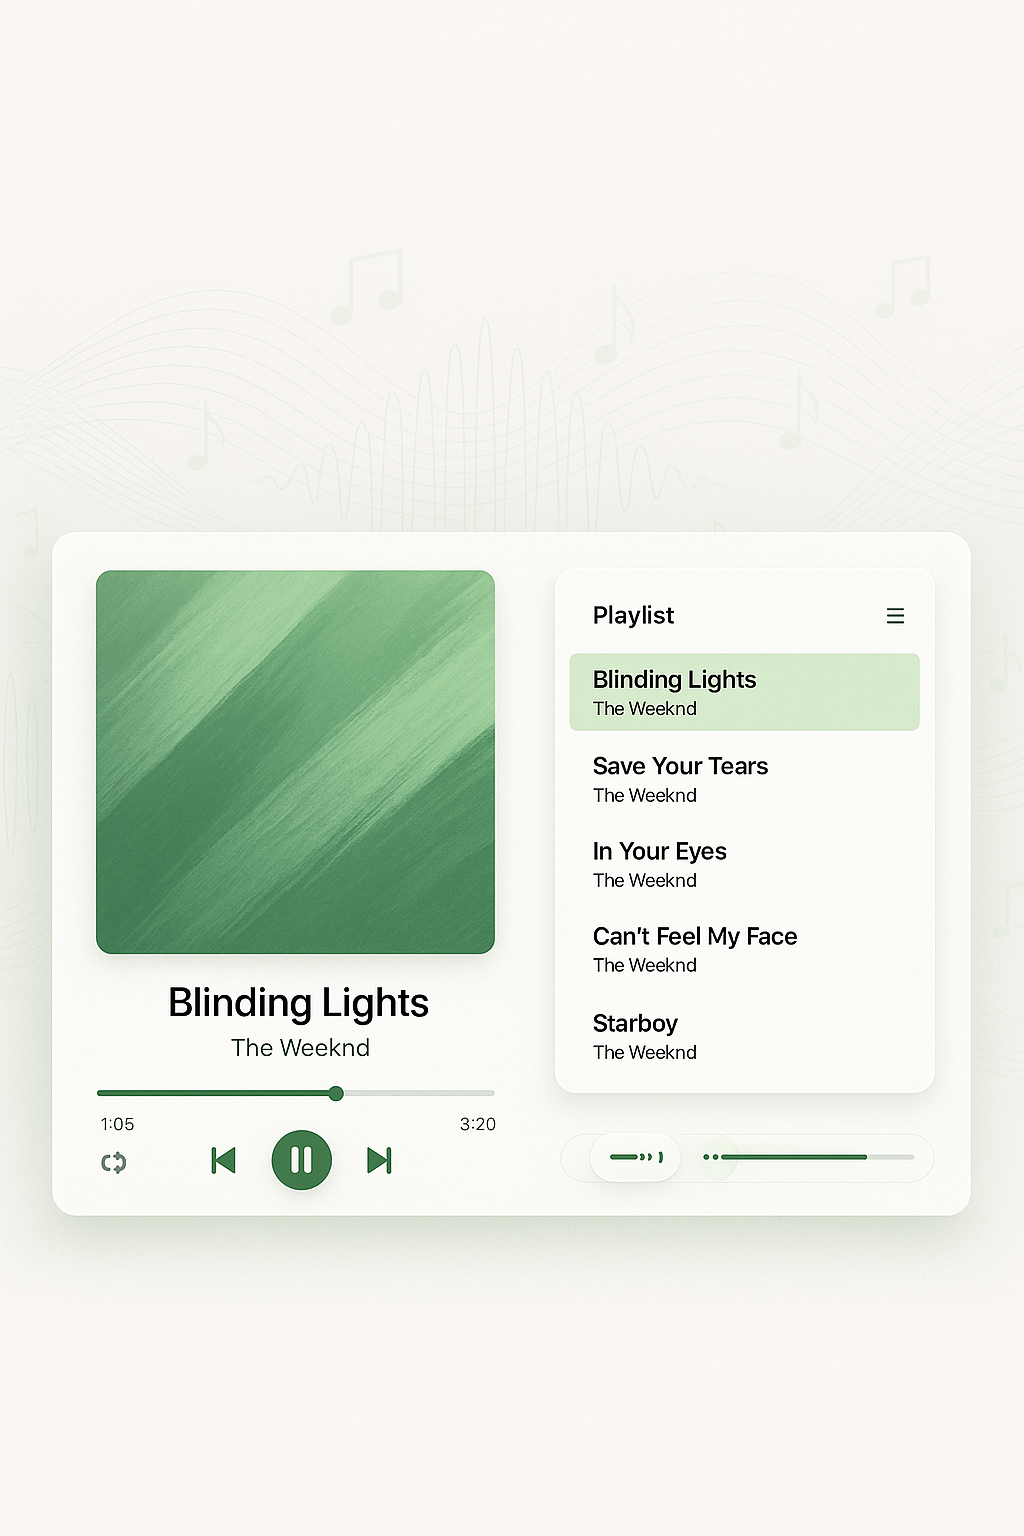 Blinding Lights
The Weeknd
1:05
3:20
Playlist
Blinding Lights
The Weeknd
Save Your Tears
The Weeknd
In Your Eyes
The Weeknd
Can't Feel My Face
The Weeknd
Starboy
The Weeknd